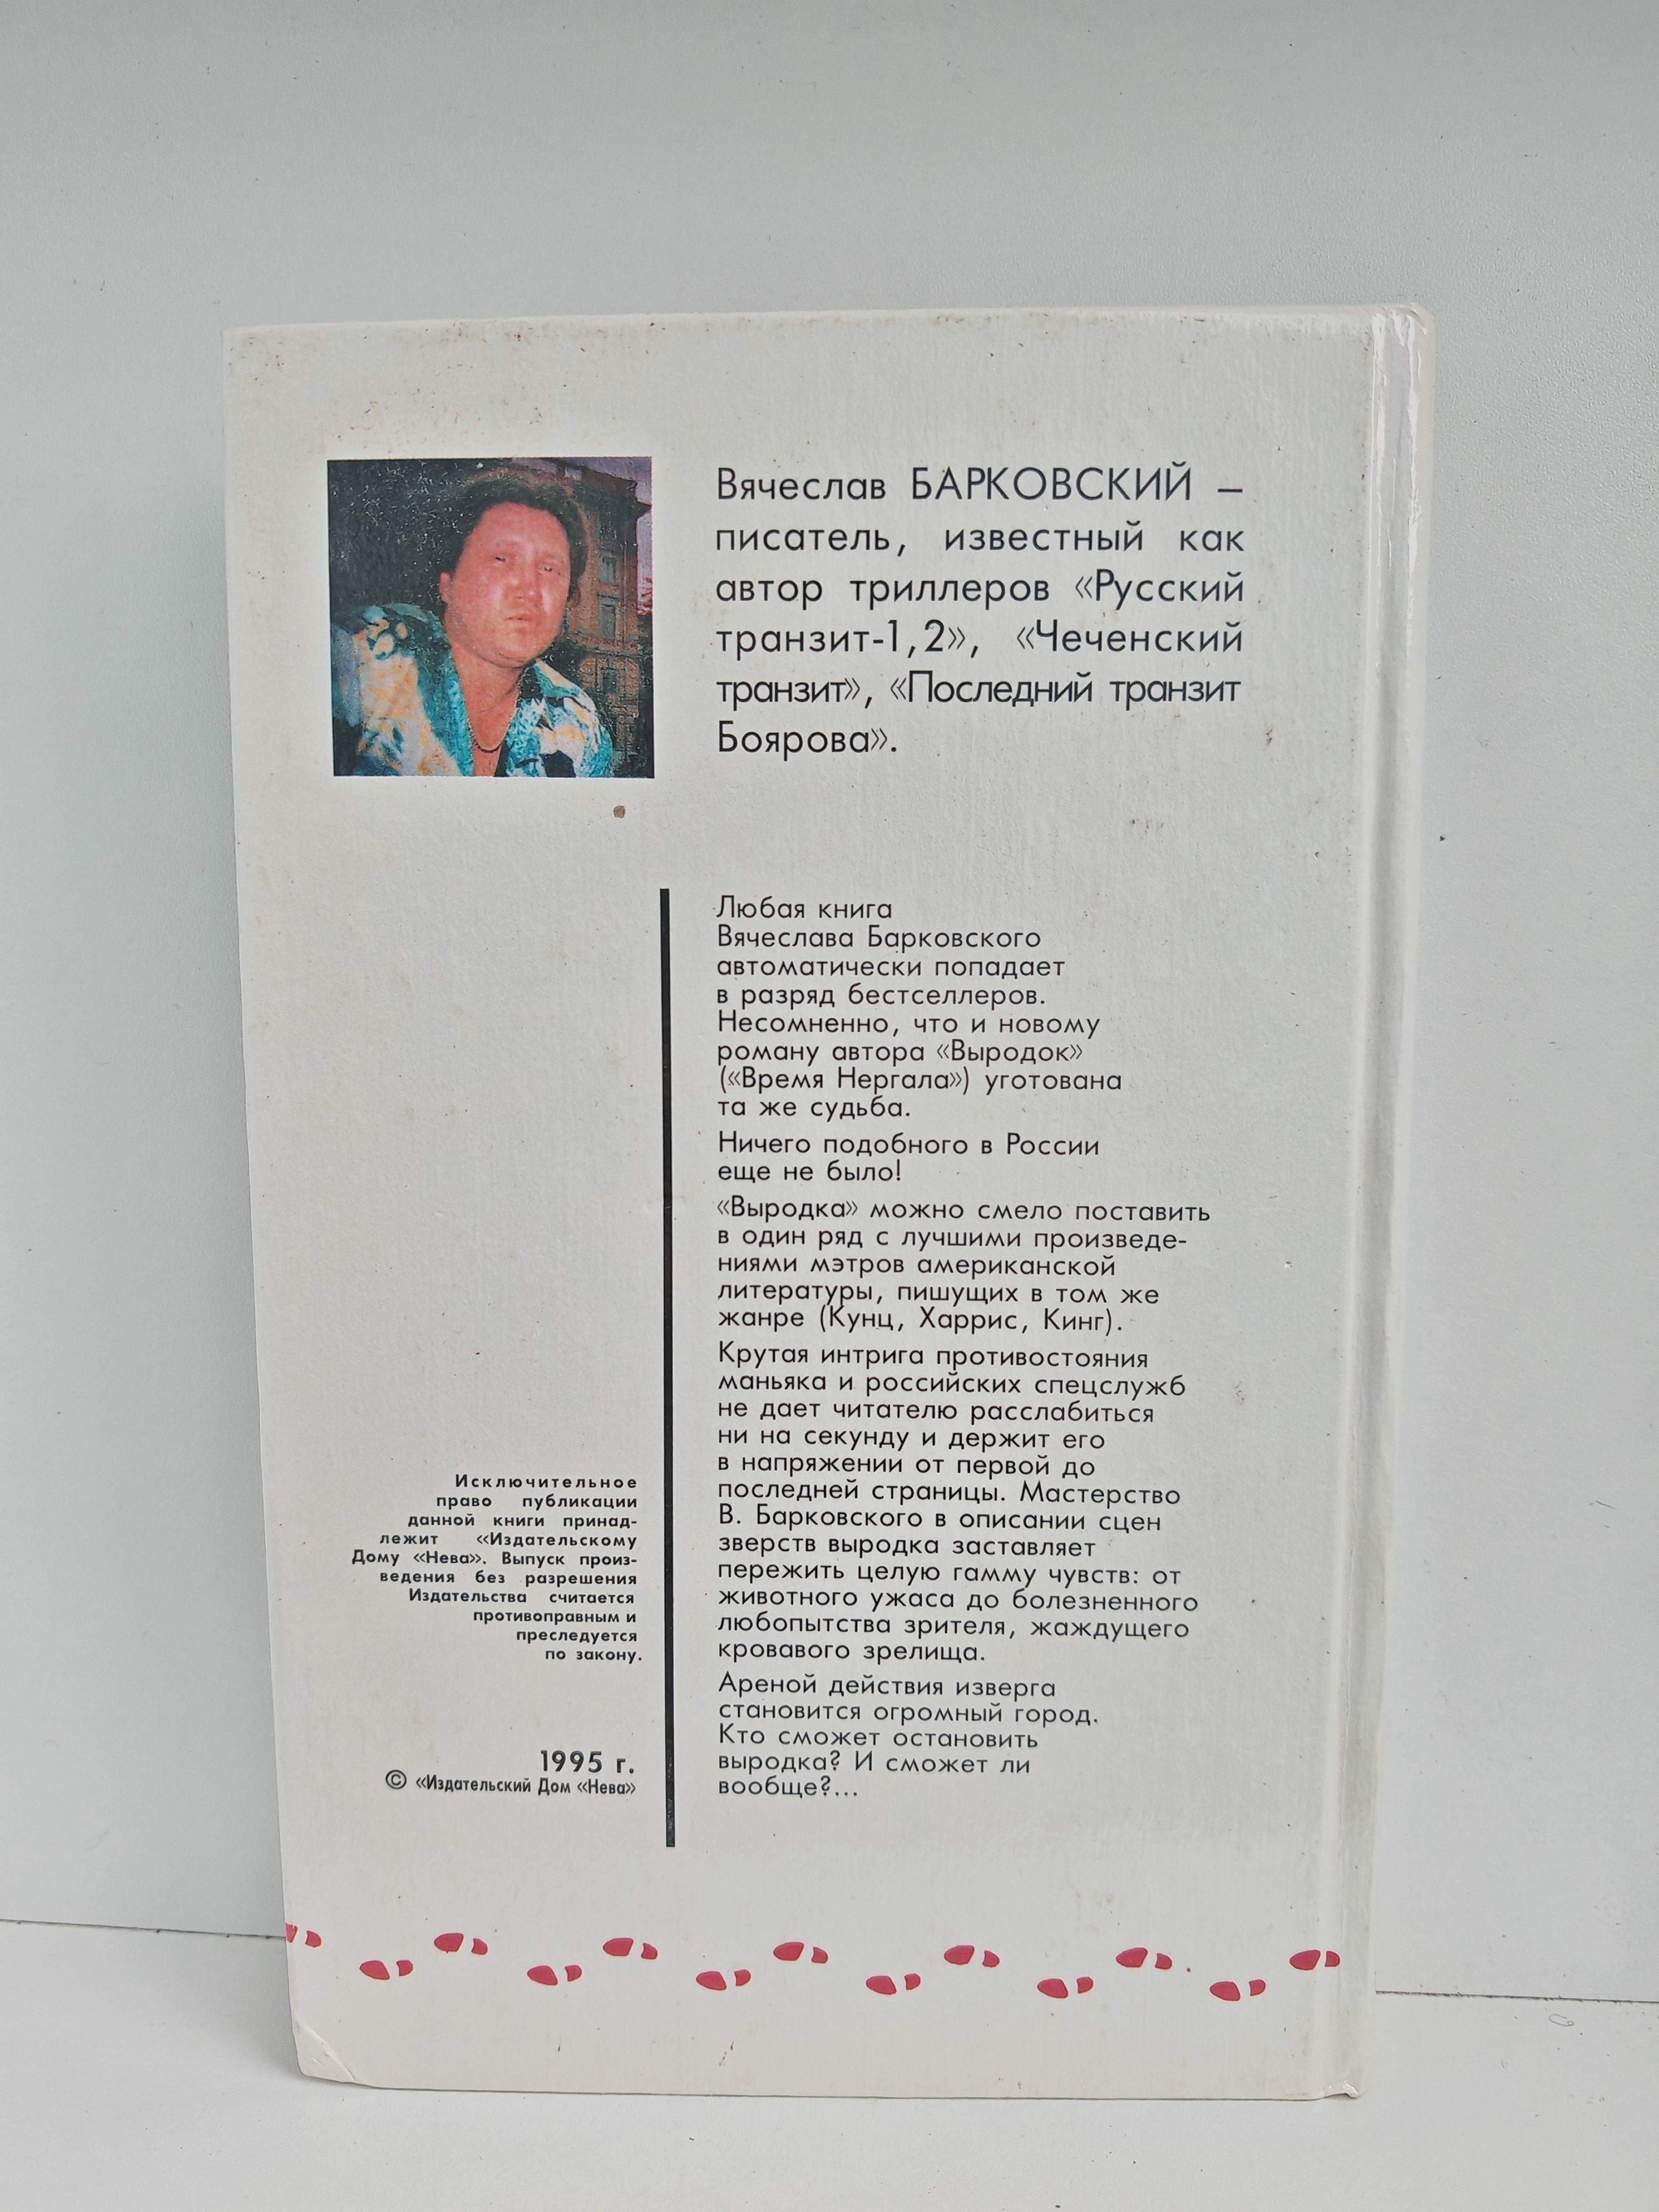 Вячеслав БАРКОВСКИЙ –
писатель, известный как
автор триллеров «Русский
транзит-1,2», «Чеченский
транзит», «Последний транзит
Боярова».
Любая книга
Вячеслава Барковского
автоматически попадает
в разряд бестселлеров.
Несомненно, что и новому
роману автора «Выродок»
(«Время Нергала») уготована
та же судьба.
Ничего подобного в России
еще не было!
«Выродка» можно смело поставить
в один ряд с лучшими произведе-
ниями мэтров американской
литературы, пишущих в том же
жанре (Кунц, Харрис, Кинг).
Крутая интрига противостояния
маньяка и российских спецслужб
не дает читателю расслабиться
ни на секунду и держит его
в напряжении от первой до
последней страницы. Мастерство
В. Барковского в описании сцен
зверств выродка заставляет
пережить целую гамму чувств: от
животного ужаса до болезненного
любопытства зрителя, жаждущего
кровавого зрелища.
Ареной действия изверга
становится огромный город.
Кто сможет остановить
выродка? И сможет ли
вообще?...
Исключительное
право публикации
данной книги принад-
лежит «Издательскому
Дому «Нева». Выпуск произ-
ведения без разрешения
Издательства считается
противоправным и
преследуется
по закону.
1995 г.
© «Издательский Дом «Нева»